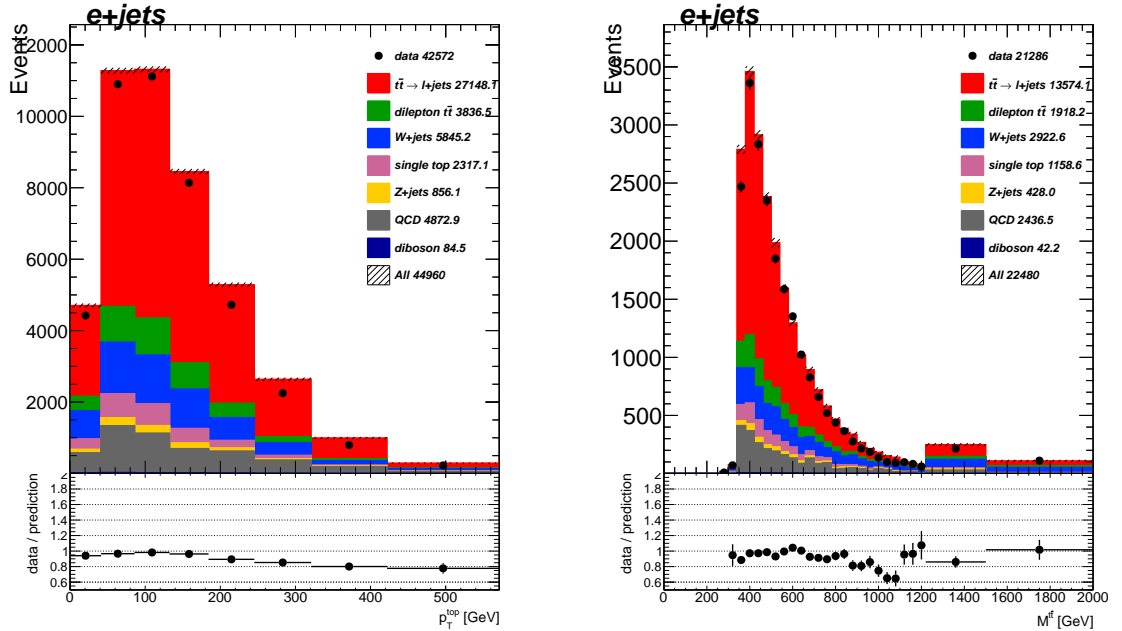 e+jets
Events
12000
10000
8000
6000
4000
2000
data 42572
tt̄ → l+jets 27148.1
dilepton tt̄ 3836.5
W+jets 5845.2
single top 2317.1
Z+jets 856.1
QCD 4872.9
diboson 84.5
All 44960
data / prediction
2
1.8
1.6
1.4
1.2
1
0.8
0.6
0 100 200 300 400 500
p_T^top [GeV]
e+jets
Events
3500
3000
2500
2000
1500
1000
500
data 21286
tt̄ → l+jets 13574.1
dilepton tt̄ 1918.2
W+jets 2922.6
single top 1158.6
Z+jets 428.0
QCD 2436.5
diboson 42.2
All 22480
data / prediction
2
1.8
1.6
1.4
1.2
1
0.8
0.6
0 200 400 600 800 1000 1200 1400 1600 1800 2000
M^tt̄ [GeV]